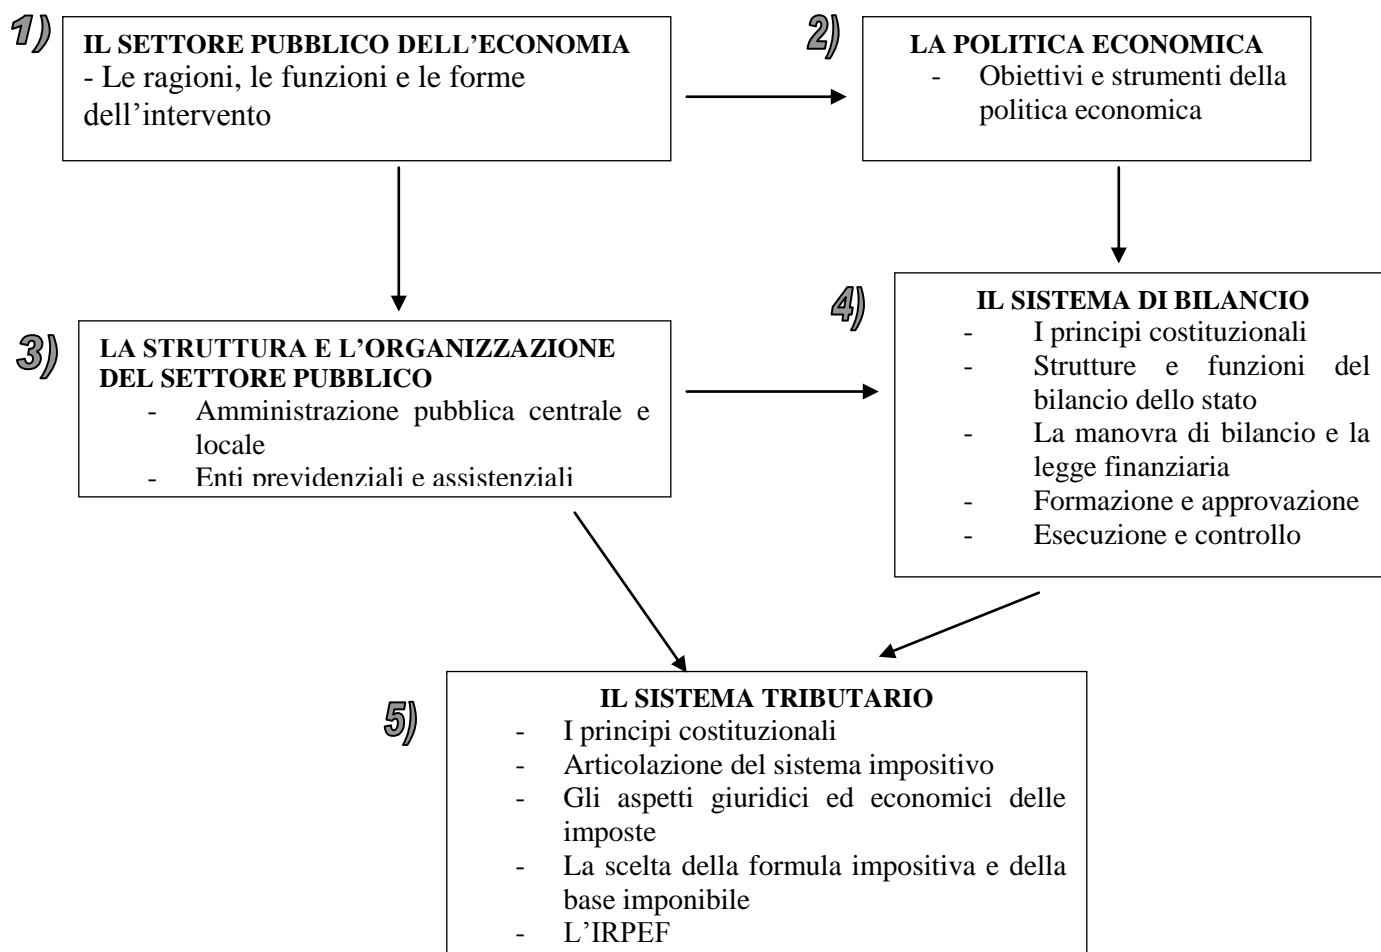 1)
IL SETTORE PUBBLICO DELL’ECONOMIA
- Le ragioni, le funzioni e le forme
dell’intervento
2)
LA POLITICA ECONOMICA
- Obiettivi e strumenti della
politica economica
3)
LA STRUTTURA E L’ORGANIZZAZIONE
DEL SETTORE PUBBLICO
- Amministrazione pubblica centrale e
locale
- Enti previdenziali e assistenziali
4)
IL SISTEMA DI BILANCIO
- I principi costituzionali
- Strutture e funzioni del
bilancio dello stato
- La manovra di bilancio e la
legge finanziaria
- Formazione e approvazione
- Esecuzione e controllo
5)
IL SISTEMA TRIBUTARIO
- I principi costituzionali
- Articolazione del sistema impositivo
- Gli aspetti giuridici ed economici delle
imposte
- La scelta della formula impositiva e della
base imponibile
- L’IRPEF